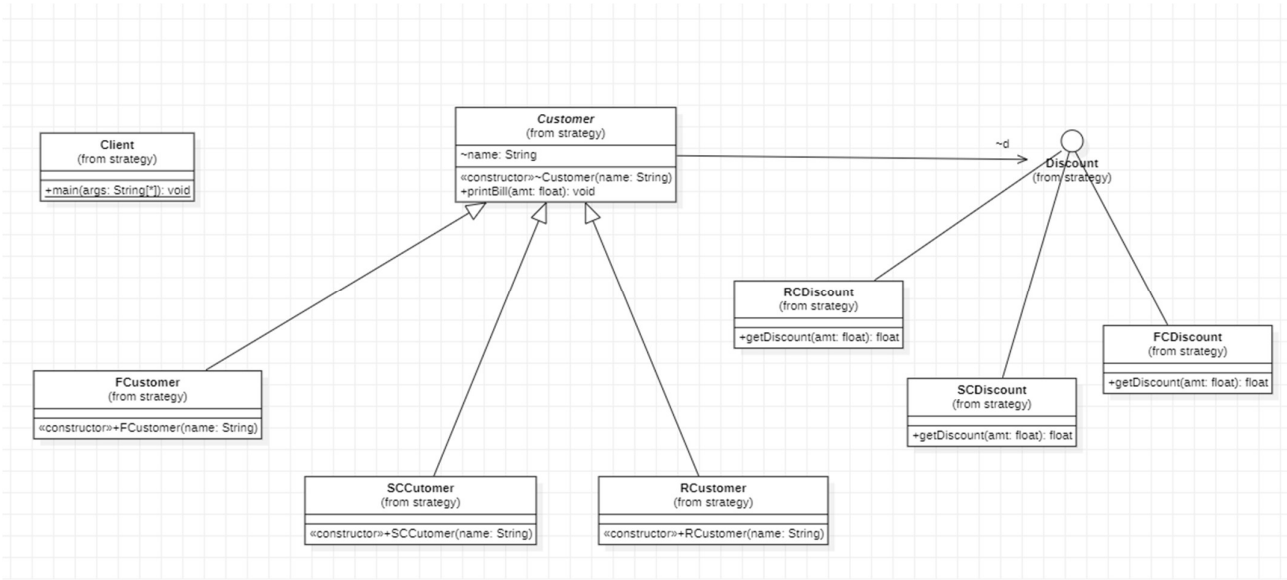 Client
(from strategy)
+main(args: String[*]): void
Customer
(from strategy)
~name: String
«constructor»~Customer(name: String)
+printBill(amt: float): void
~d
Discount
(from strategy)
RCDiscount
(from strategy)
+getDiscount(amt: float): float
FCDiscount
(from strategy)
+getDiscount(amt: float): float
SCDiscount
(from strategy)
+getDiscount(amt: float): float
FCustomer
(from strategy)
«constructor»+FCustomer(name: String)
SCCutomer
(from strategy)
«constructor»+SCCutomer(name: String)
RCustomer
(from strategy)
«constructor»+RCustomer(name: String)